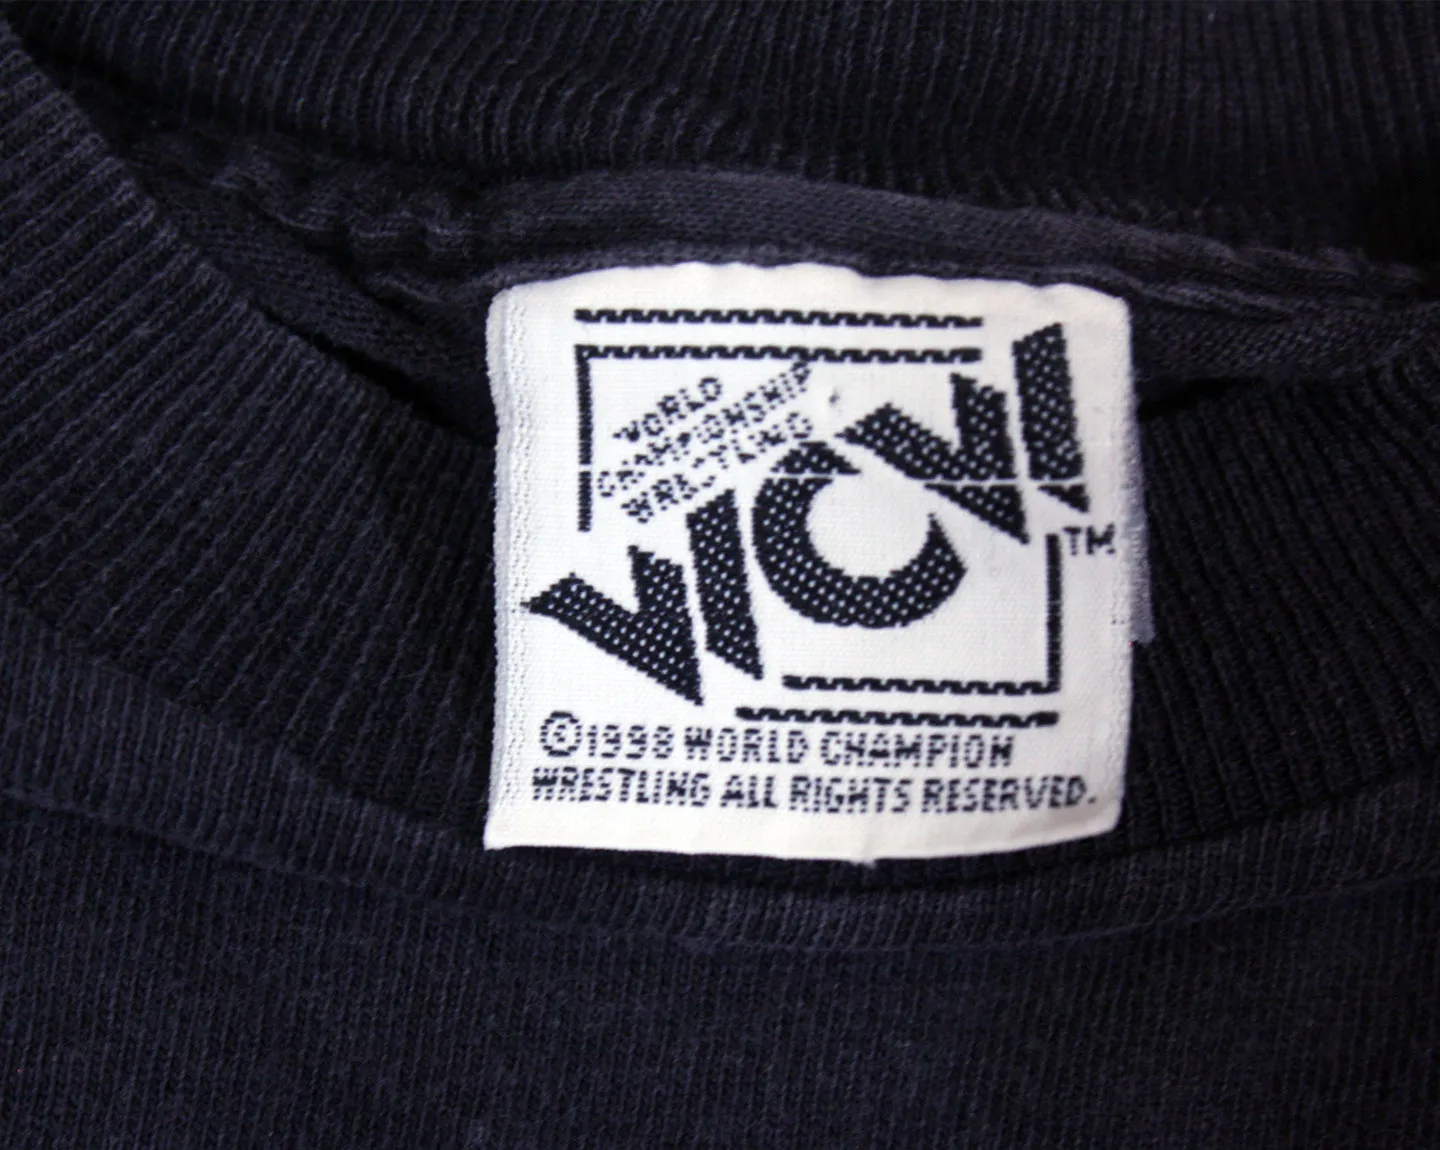 WORLD
CHAMPIONSHIP
WRESTLING
WCW
TM
©1998 WORLD CHAMPION
WRESTLING ALL RIGHTS RESERVED.